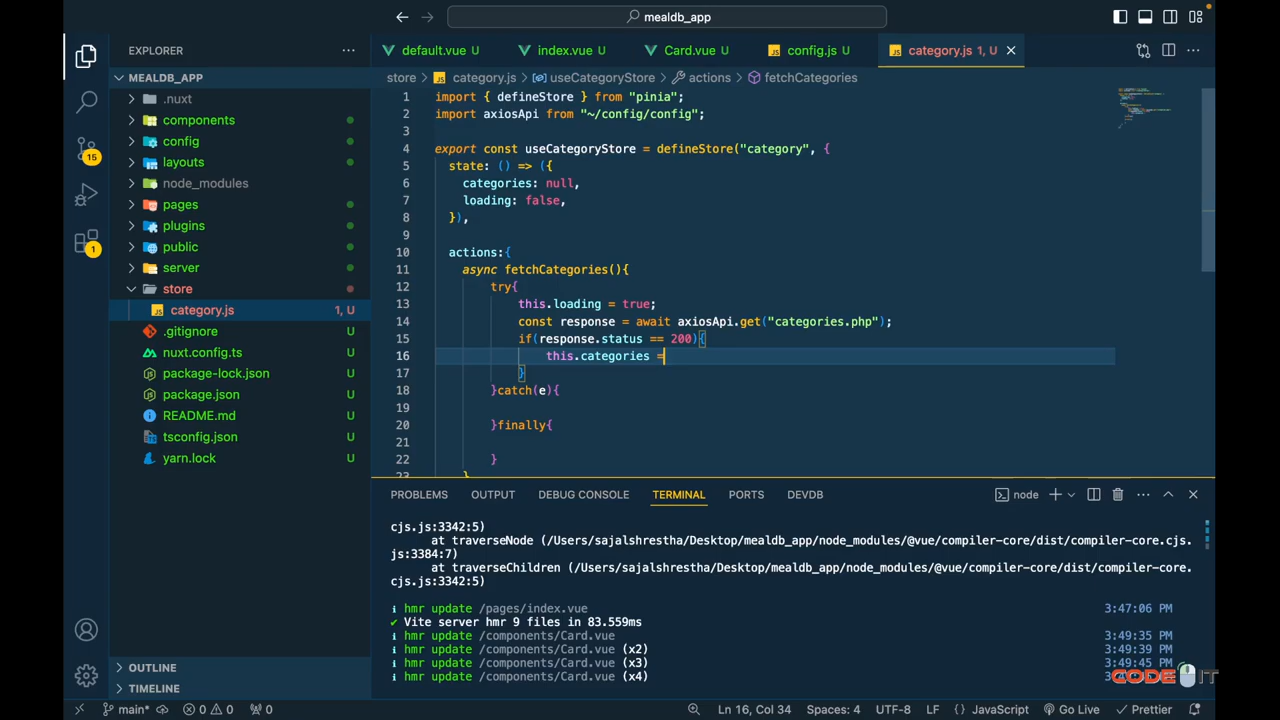 mealdb_app
EXPLORER
MEALDB_APP
.nuxt
components
config
layouts
node_modules
pages
plugins
public
server
store
category.js 1, U
.gitignore U
nuxt.config.ts U
package-lock.json U
package.json U
README.md U
tsconfig.json U
yarn.lock U
OUTLINE
TIMELINE
15
1
default.vue U
index.vue U
Card.vue U
config.js U
category.js 1, U
store > category.js > useCategoryStore > actions > fetchCategories
1 import { defineStore } from "pinia";
2 import axiosApi from "~/config/config";
3
4 export const useCategoryStore = defineStore("category", {
5 state: () => ({
6 categories: null,
7 loading: false,
8 }),
9
10 actions:{
11 async fetchCategories(){
12 try{
13 this.loading = true;
14 const response = await axiosApi.get("categories.php");
15 if(response.status == 200){
16 this.categories =
17 }
18 }catch(e){
19
20 }finally{
21
22 }
23 }
PROBLEMS OUTPUT DEBUG CONSOLE TERMINAL PORTS DEVDB
node
cjs.js:3342:5)
at traverseNode (/Users/sajalshrestha/Desktop/mealdb_app/node_modules/@vue/compiler-core/dist/compiler-core.cjs.
js:3384:7)
at traverseChildren (/Users/sajalshrestha/Desktop/mealdb_app/node_modules/@vue/compiler-core/dist/compiler-core.
cjs.js:3342:5)
i hmr update /pages/index.vue 3:47:06 PM
✔ Vite server hmr 9 files in 83.559ms
i hmr update /components/Card.vue 3:49:35 PM
i hmr update /components/Card.vue (x2) 3:49:39 PM
i hmr update /components/Card.vue (x3) 3:49:45 PM
i hmr update /components/Card.vue (x4)
CODE IT
main* 0 0 0 Ln 16, Col 34 Spaces: 4 UTF-8 LF {} JavaScript Go Live Prettier